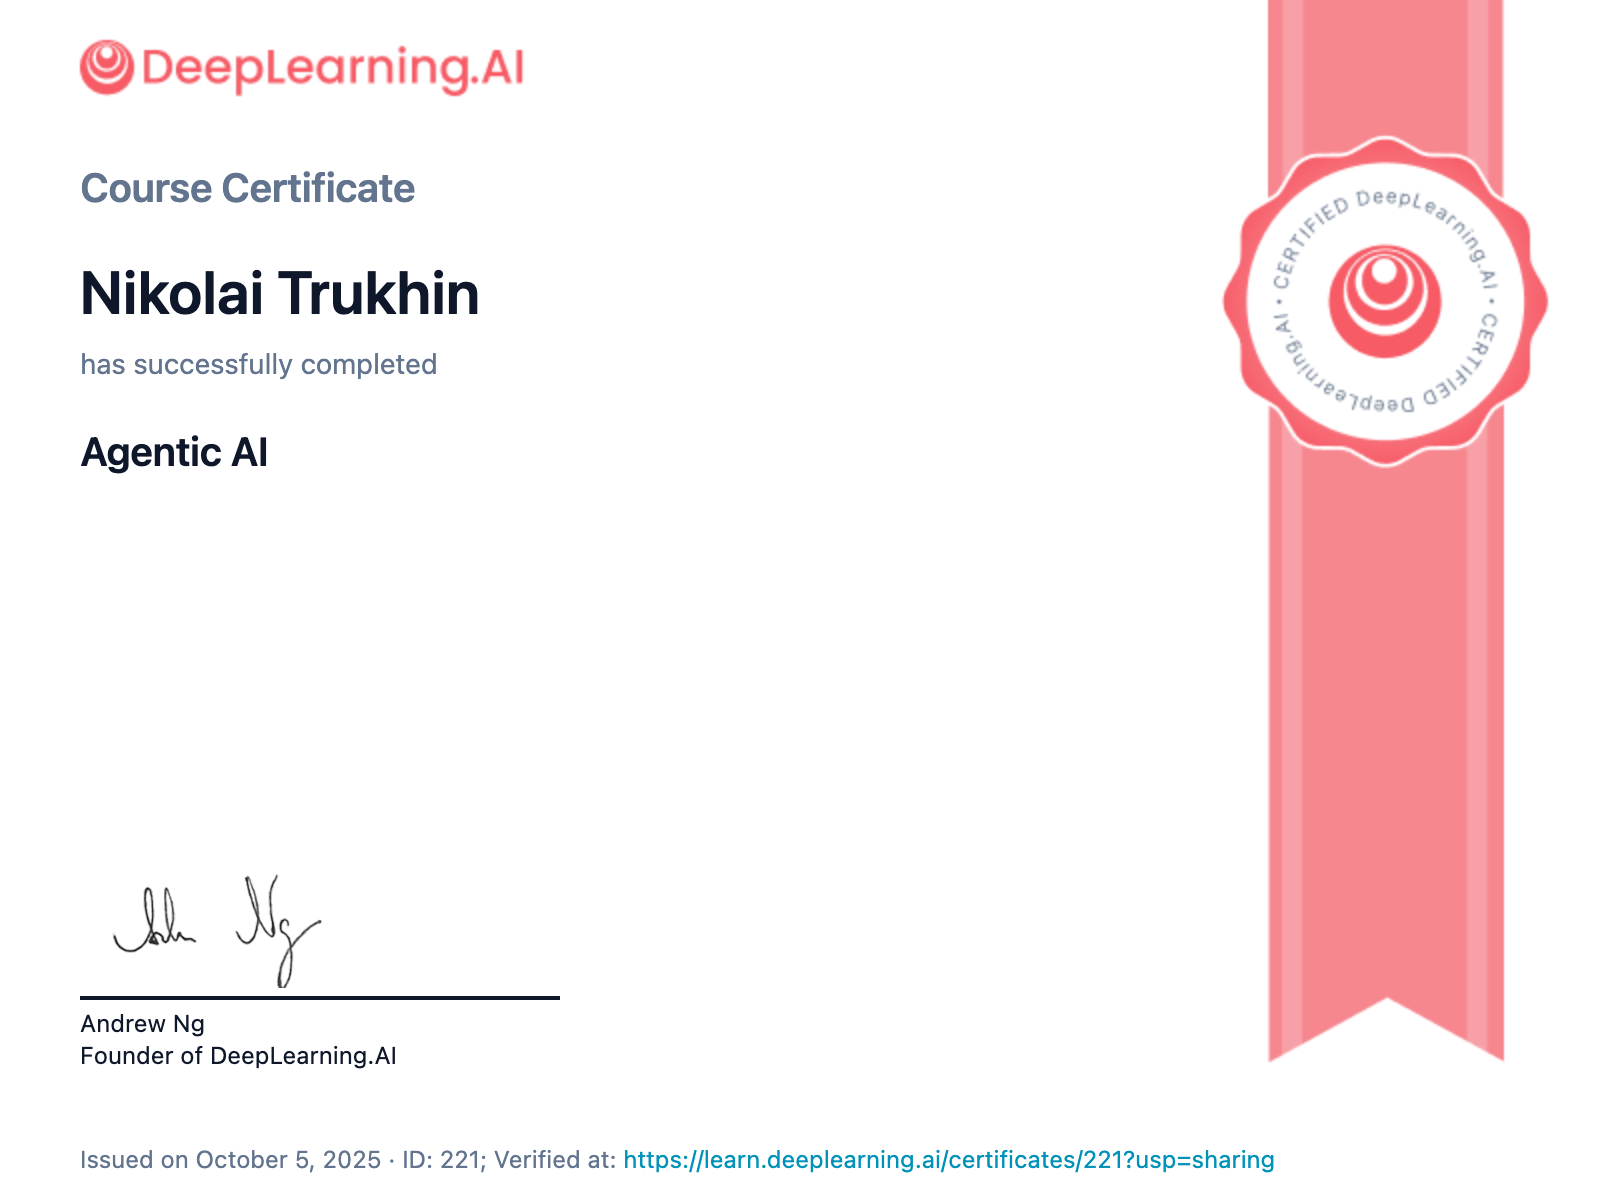 DeepLearning.AI
Course Certificate
Nikolai Trukhin
has successfully completed
Agentic AI
CERTIFIED DeepLearning.AI • CERTIFIED DeepLearning.AI •
Andrew Ng
Andrew Ng
Founder of DeepLearning.AI
Issued on October 5, 2025 · ID: 221; Verified at: https://learn.deeplearning.ai/certificates/221?usp=sharing